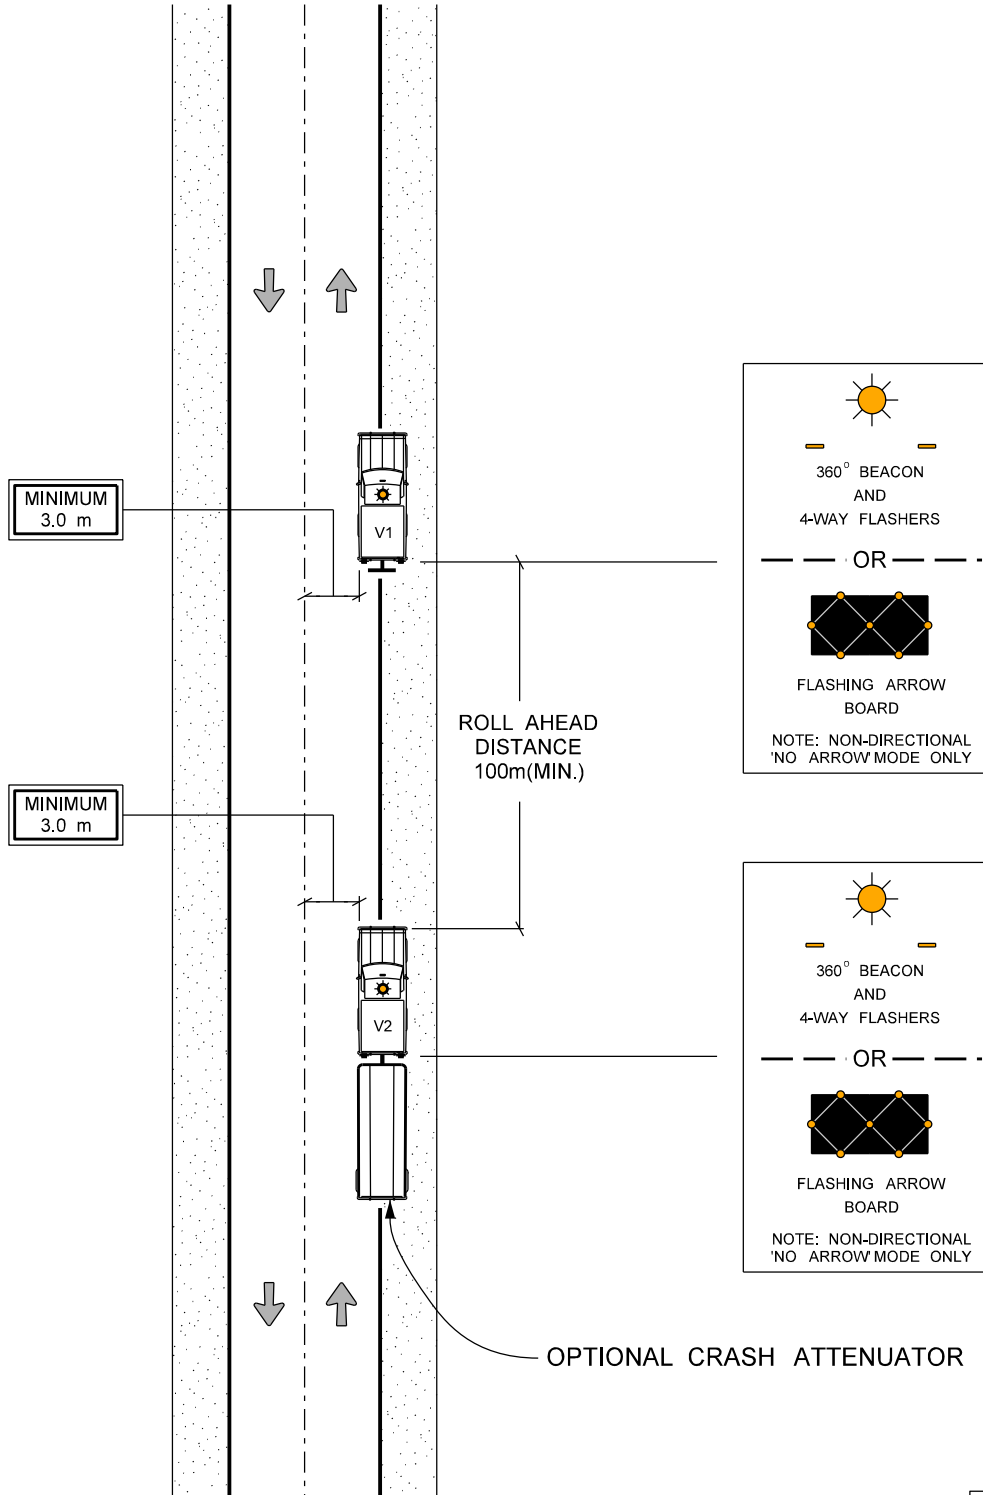 360° BEACON
AND
4-WAY FLASHERS
MINIMUM
3.0 m
V1
OR
FLASHING ARROW
BOARD
NOTE: NON-DIRECTIONAL
'NO ARROW' MODE ONLY
ROLL AHEAD
DISTANCE
100m(MIN.)
MINIMUM
3.0 m
V2
360° BEACON
AND
4-WAY FLASHERS
OR
FLASHING ARROW
BOARD
NOTE: NON-DIRECTIONAL
'NO ARROW' MODE ONLY
OPTIONAL CRASH ATTENUATOR